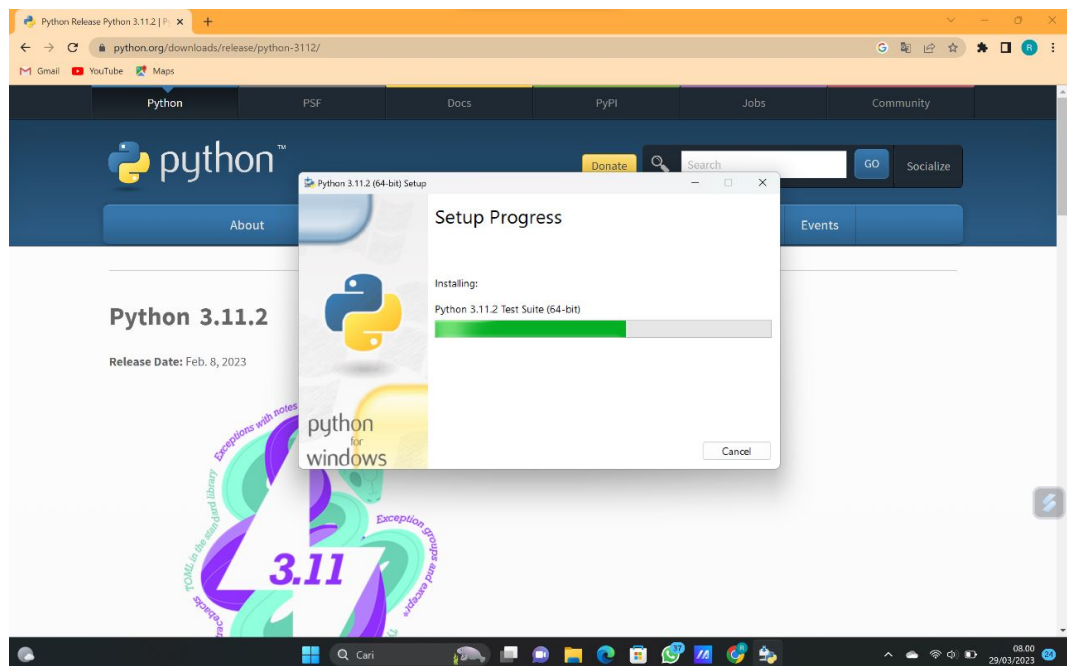 Python Release Python 3.11.2 | P
python.org/downloads/release/python-3112/
Gmail YouTube Maps
Python PSF Docs PyPI Jobs Community
python™
Donate Search GO Socialize
Python 3.11.2 (64-bit) Setup
About Events
Setup Progress
Installing:
Python 3.11.2 Test Suite (64-bit)
Python 3.11.2
Release Date: Feb. 8, 2023
python
for
windows
Cancel
Exceptions with notes
TOML in the standard library
Exception groups and except*
3.11
Cari
37
08.00
29/03/2023
24